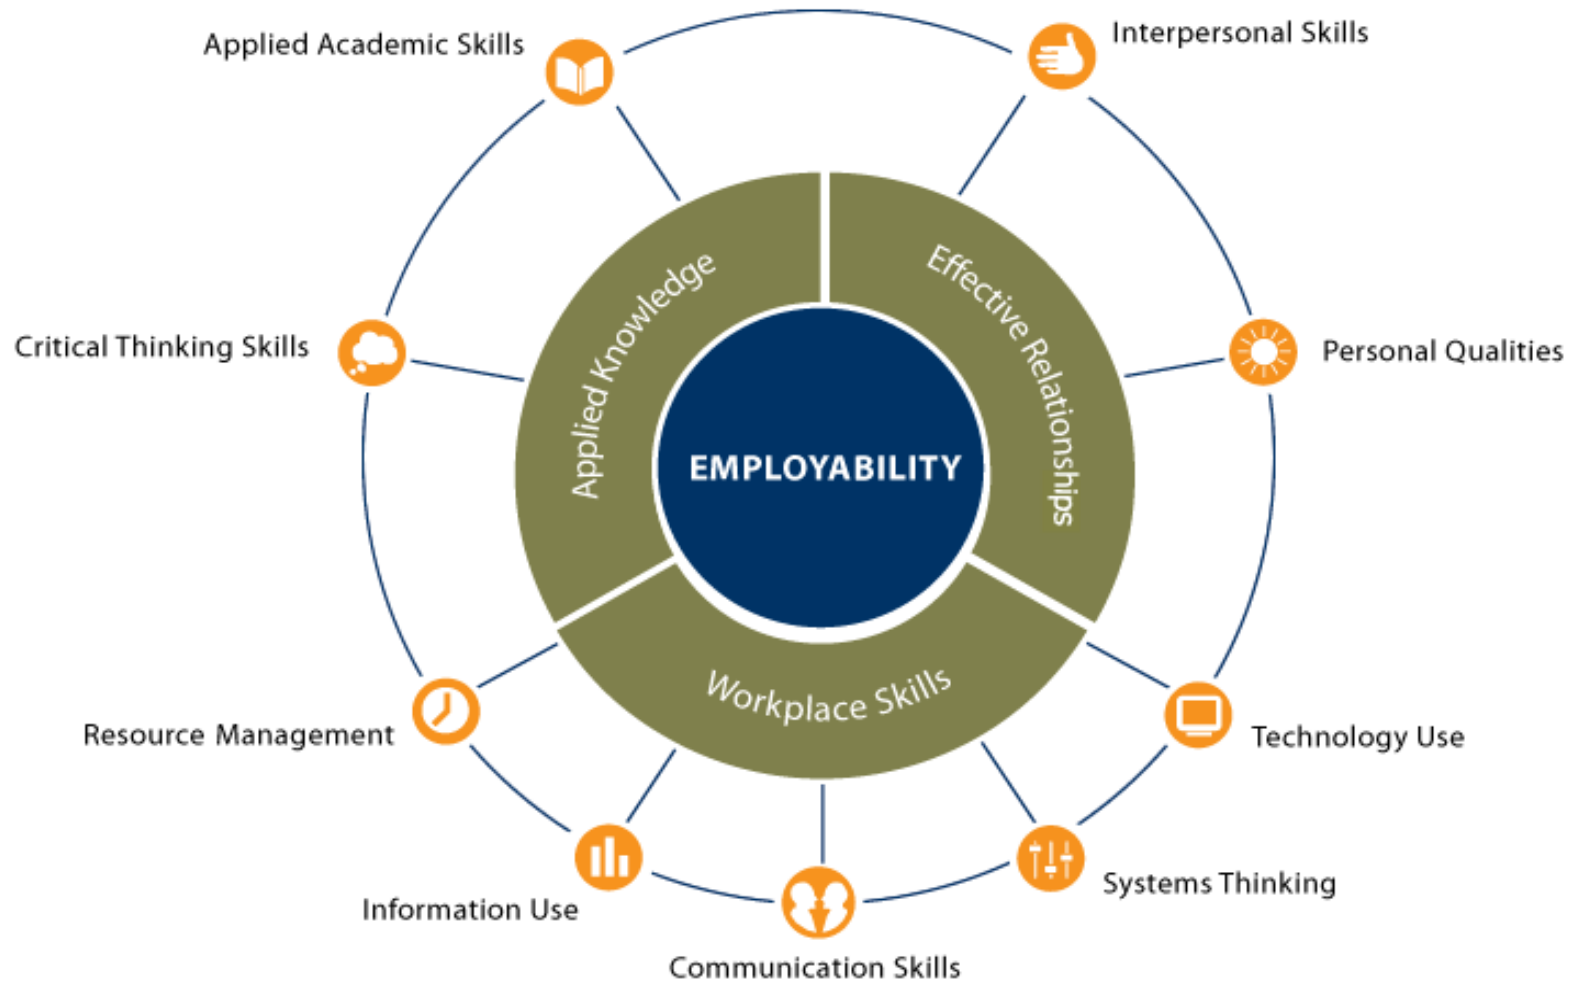 Applied Academic Skills
Interpersonal Skills
Critical Thinking Skills
Personal Qualities
Applied Knowledge
Effective Relationships
EMPLOYABILITY
Workplace Skills
Resource Management
Technology Use
Information Use
Systems Thinking
Communication Skills